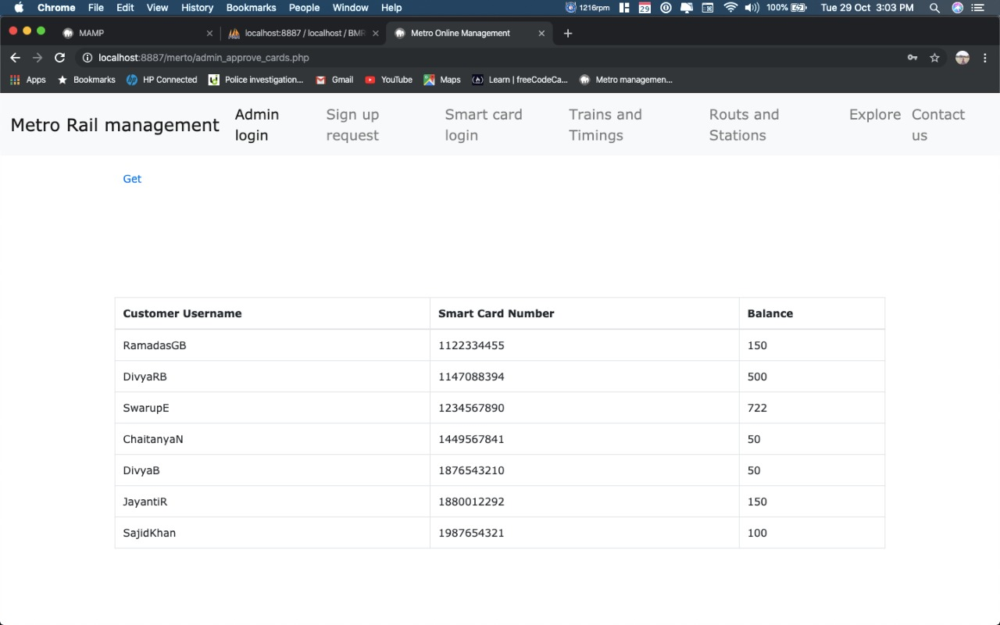 Chrome File Edit View History Bookmarks People Window Help 1216rpm 29 100% Tue 29 Oct 3:03 PM
MAMP localhost:8887 / localhost / BMR Metro Online Management
localhost:8887/merto/admin_approve_cards.php
Apps Bookmarks HP Connected Police investigation... Gmail YouTube Maps Learn | freeCodeCa... Metro managemen...
Metro Rail management
Admin login
Sign up request
Smart card login
Trains and Timings
Routs and Stations
Explore
Contact us
Get
Customer Username Smart Card Number Balance
RamadasGB 1122334455 150
DivyaRB 1147088394 500
SwarupE 1234567890 722
ChaitanyaN 1449567841 50
DivyaB 1876543210 50
JayantiR 1880012292 150
SajidKhan 1987654321 100